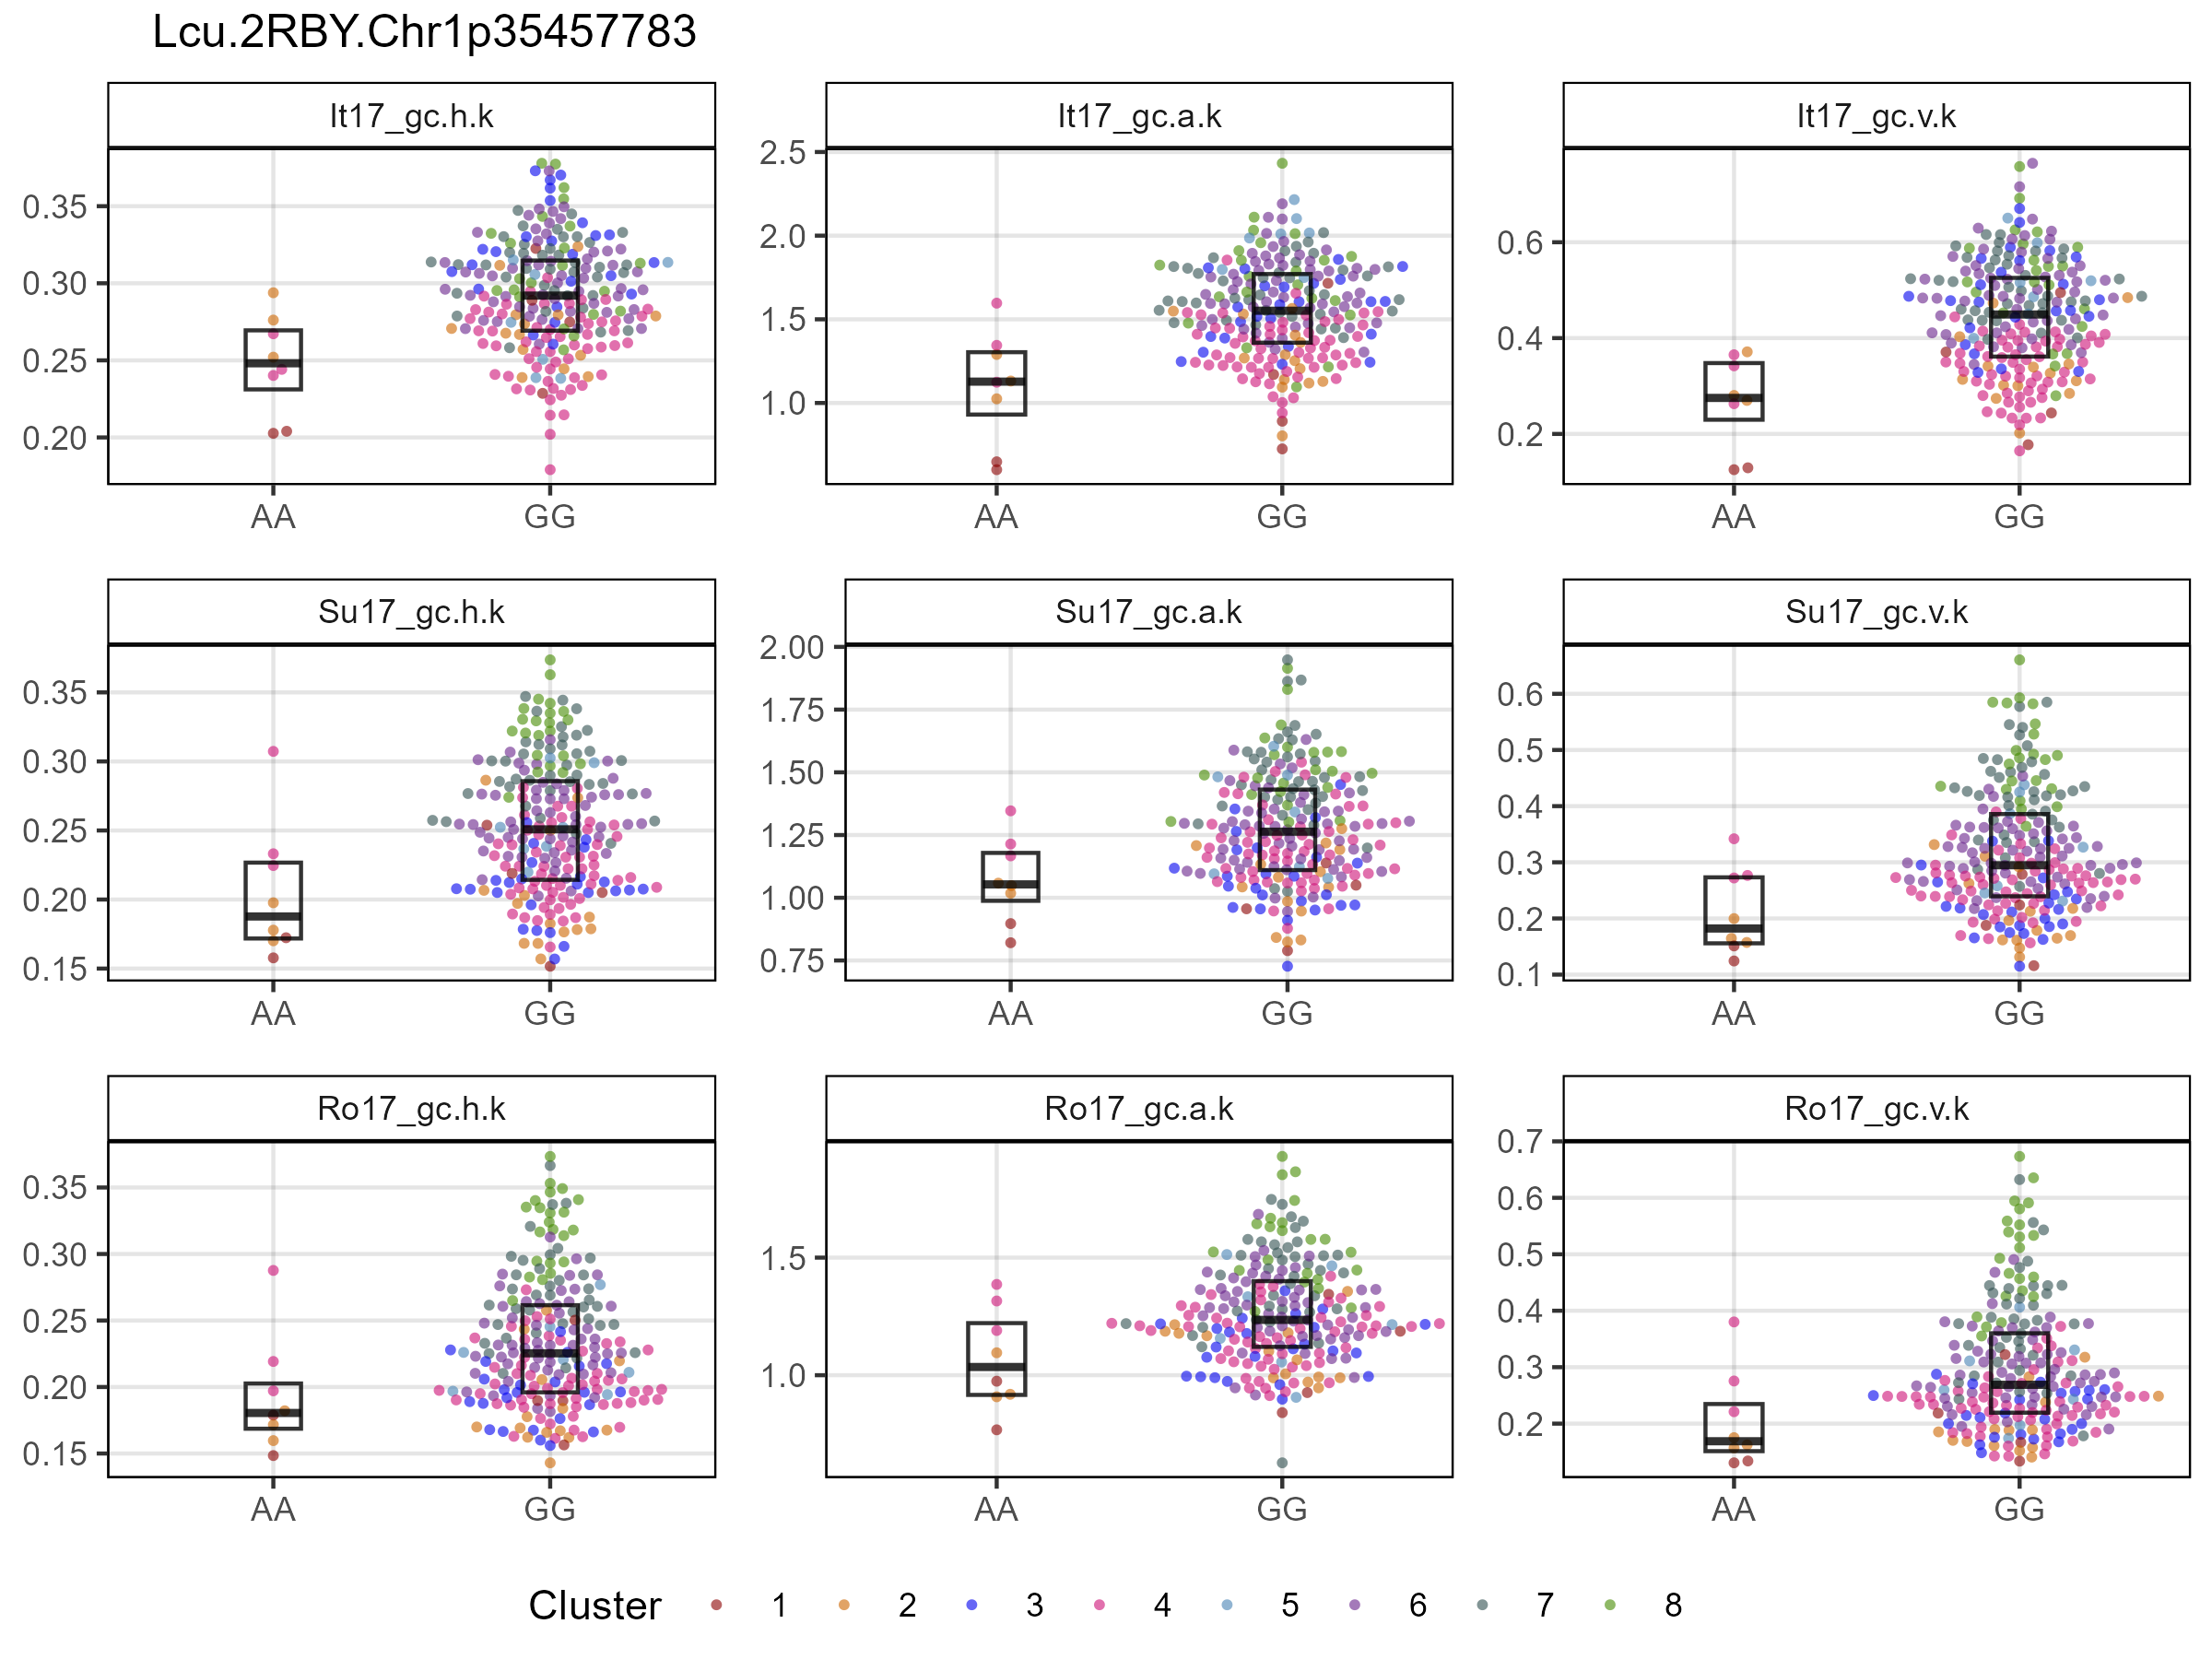 Lcu.2RBY.Chr1p35457783
It17_gc.h.k
It17_gc.a.k
It17_gc.v.k
0.35
0.30
0.25
0.20
2.5
2.0
1.5
1.0
0.6
0.4
0.2
AA GG
AA GG
AA GG
Su17_gc.h.k
Su17_gc.a.k
Su17_gc.v.k
0.35
0.30
0.25
0.20
0.15
2.00
1.75
1.50
1.25
1.00
0.75
0.6
0.5
0.4
0.3
0.2
0.1
AA GG
AA GG
AA GG
Ro17_gc.h.k
Ro17_gc.a.k
Ro17_gc.v.k
0.35
0.30
0.25
0.20
0.15
1.5
1.0
0.7
0.6
0.5
0.4
0.3
0.2
AA GG
AA GG
AA GG
Cluster 1 2 3 4 5 6 7 8